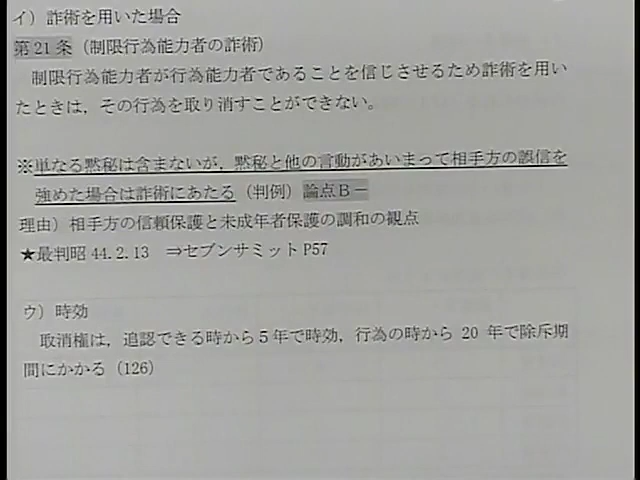 イ）詐術を用いた場合
第21条（制限行為能力者の詐術）
制限行為能力者が行為能力者であることを信じさせるため詐術を用い
たときは，その行為を取り消すことができない。
※単なる黙秘は含まないが，黙秘と他の言動があいまって相手方の誤信を
強めた場合は詐術にあたる（判例）論点Ｂ－
理由）相手方の信頼保護と未成年者保護の調和の観点
★最判昭44.2.13　⇒セブンサミットP57
ウ）時効
取消権は，追認できる時から５年で時効，行為の時から 20 年で除斥期
間にかかる（126）